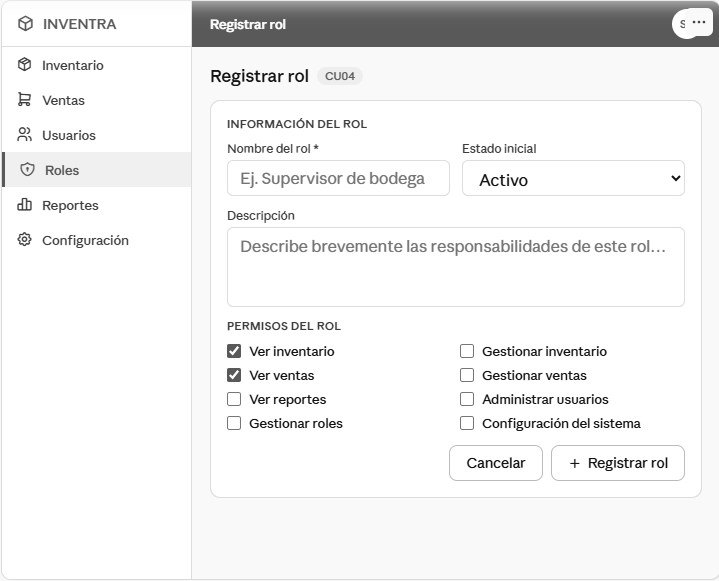 INVENTRA
Registrar rol
S ...
Inventario
Ventas
Usuarios
Roles
Reportes
Configuración
Registrar rol CU04
INFORMACIÓN DEL ROL
Nombre del rol * Estado inicial
Ej. Supervisor de bodega Activo
Descripción
Describe brevemente las responsabilidades de este rol...
PERMISOS DEL ROL
Ver inventario Gestionar inventario
Ver ventas Gestionar ventas
Ver reportes Administrar usuarios
Gestionar roles Configuración del sistema
Cancelar + Registrar rol